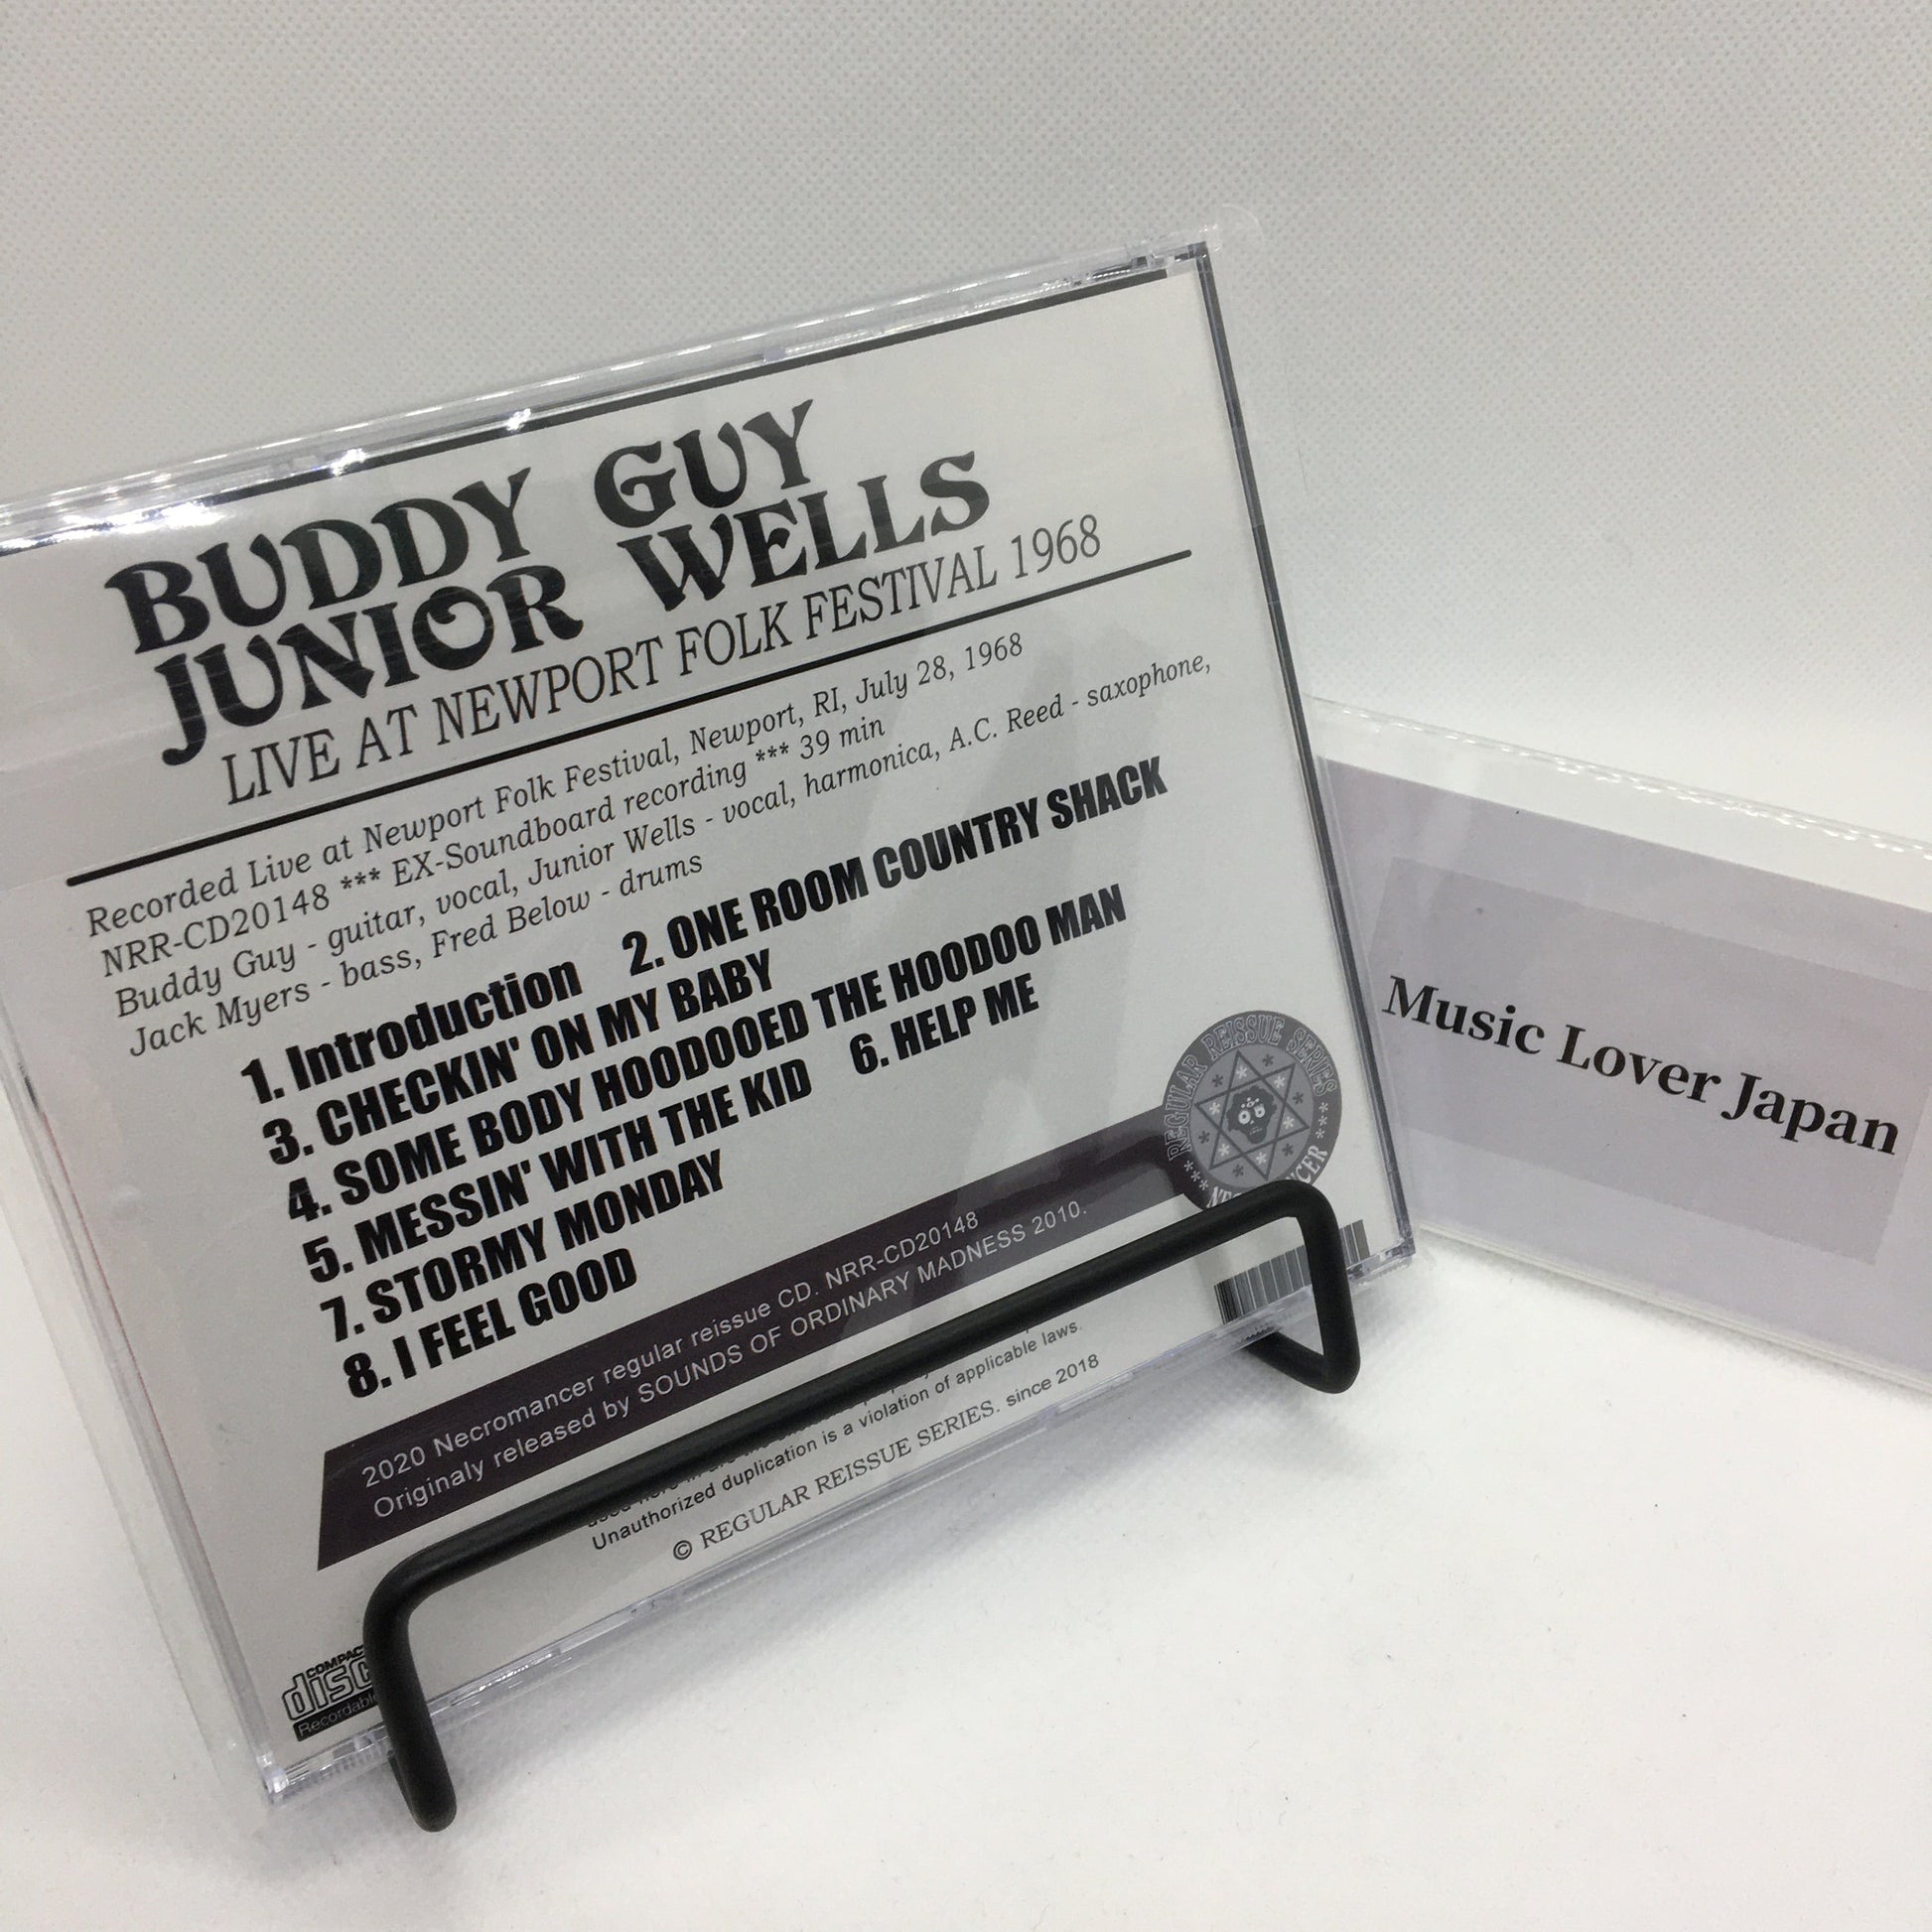 BUDDY GUY
JUNIOR WELLS
LIVE AT NEWPORT FOLK FESTIVAL 1968
Recorded Live at Newport Folk Festival, Newport, RI, July 28, 1968
NRR-CD20148 *** EX-Soundboard recording *** 39 min
Buddy Guy - guitar, vocal, Junior Wells - vocal, harmonica, A.C. Reed - saxophone,
Jack Myers - bass, Fred Below - drums
1. Introduction 2. ONE ROOM COUNTRY SHACK
3. CHECKIN' ON MY BABY
4. SOME BODY HOODOOED THE HOODOO MAN
5. MESSIN' WITH THE KID 6. HELP ME
7. STORMY MONDAY
8. I FEEL GOOD
REGULAR REISSUE SERIES
2020 Necromancer regular reissue CD. NRR-CD20148
Originaly released by SOUNDS OF ORDINARY MADNESS 2010.
Unauthorized duplication is a violation of applicable laws.
© REGULAR REISSUE SERIES. since 2018
COMPACT
disc
Recordable
Music Lover Japan